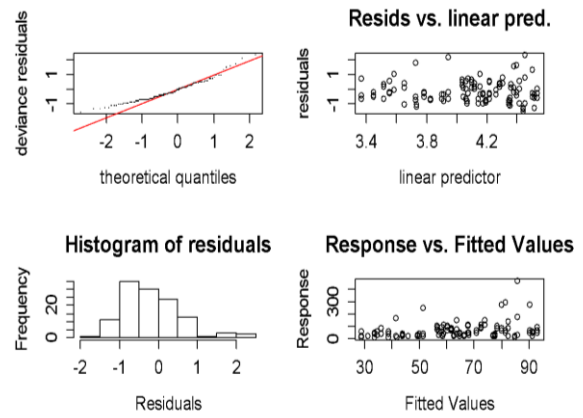 deviance residuals
-1 1
-2 -1 0 1 2
theoretical quantiles
Resids vs. linear pred.
residuals
-1 1
3.4 3.8 4.2
linear predictor
Histogram of residuals
Frequency
0 20
-2 -1 0 1 2
Residuals
Response vs. Fitted Values
Response
0 300
30 50 70 90
Fitted Values